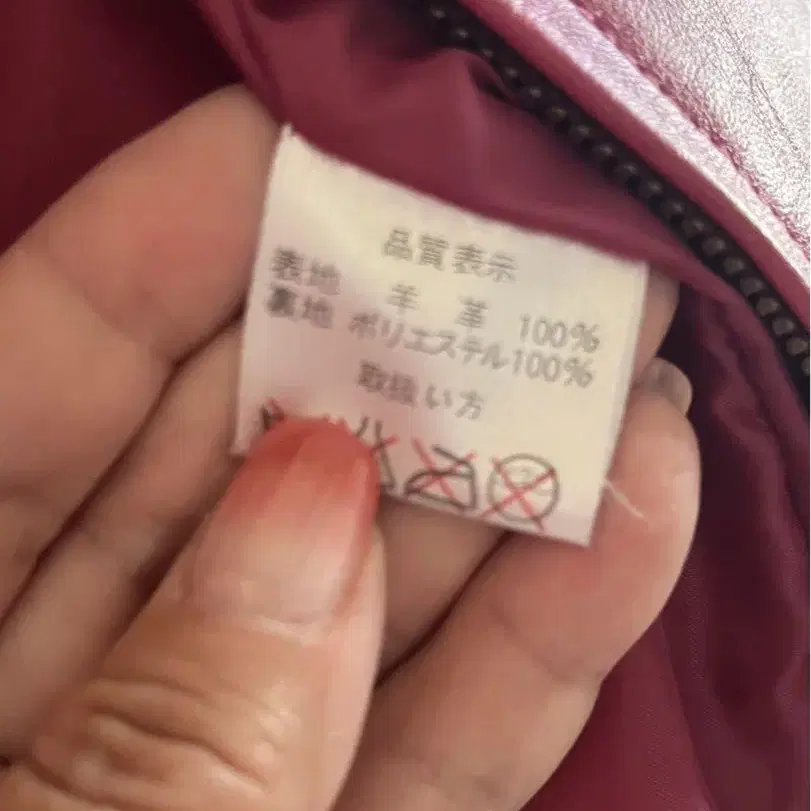 品質表示
表地 羊革 100%
裏地 ポリエステル100%
取扱い方